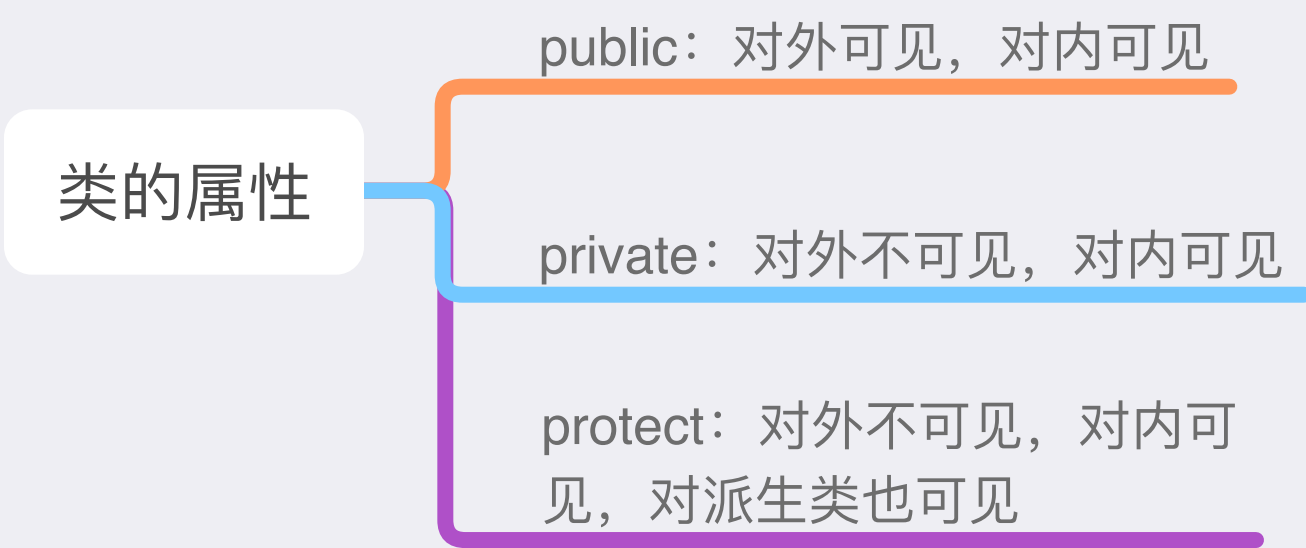 public：对外可见，对内可见
类的属性
private：对外不可见，对内可见
protect：对外不可见，对内可
见，对派生类也可见